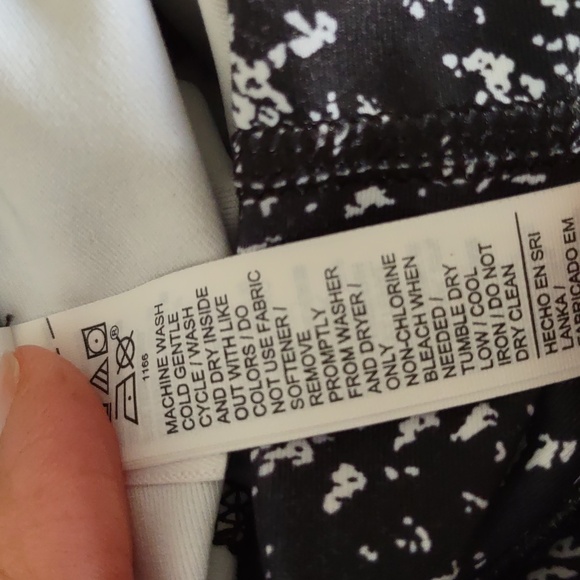 1166
MACHINE WASH
COLD GENTLE
CYCLE / WASH
AND DRY INSIDE
OUT WITH LIKE
COLORS / DO
NOT USE FABRIC
SOFTENER /
REMOVE
PROMPTLY
FROM WASHER
AND DRYER /
ONLY
NON-CHLORINE
BLEACH WHEN
NEEDED /
TUMBLE DRY
LOW / COOL
IRON / DO NOT
DRY CLEAN
HECHO EN SRI
LANKA /
FABRICADO EM